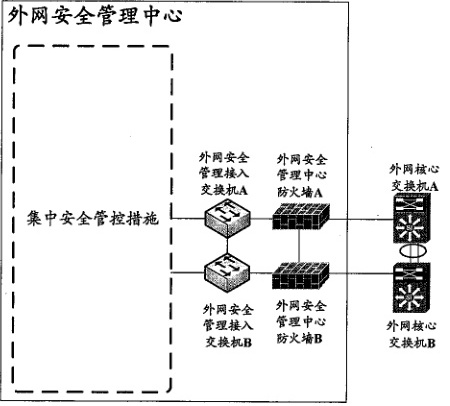 外网安全管理中心
外网安全
管理接入
交换机A
外网安全
管理中心
防火墙A
外网核心
交换机A
集中安全管控措施
外网安全
管理接入
交换机B
外网安全
管理中心
防火墙B
外网核心
交换机B